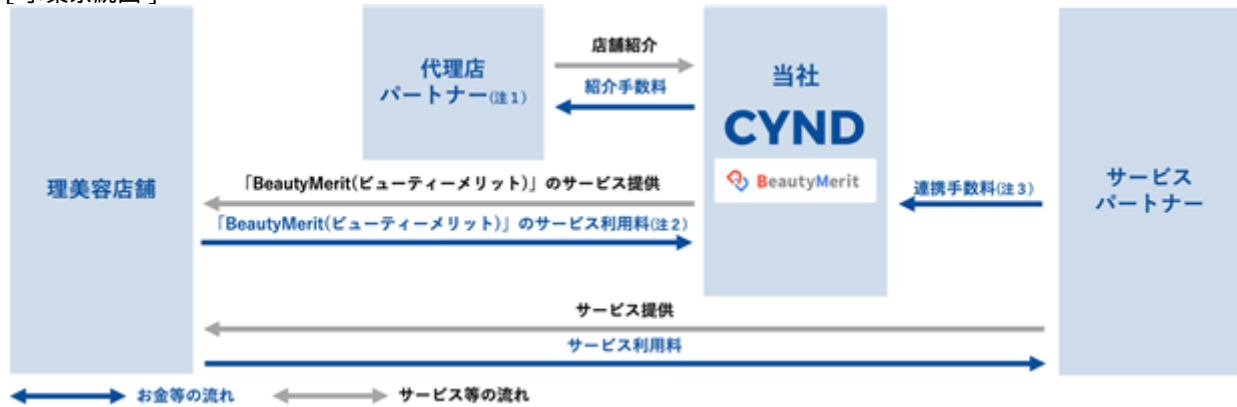 [ 事業系統図 ]
代理店
パートナー(注1)
店舗紹介
紹介手数料
当社
CYND
BeautyMerit
理美容店舗
「BeautyMerit(ビューティーメリット)」のサービス提供
「BeautyMerit(ビューティーメリット)」のサービス利用料(注2)
連携手数料(注3)
サービス
パートナー
サービス提供
サービス利用料
お金等の流れ
サービス等の流れ